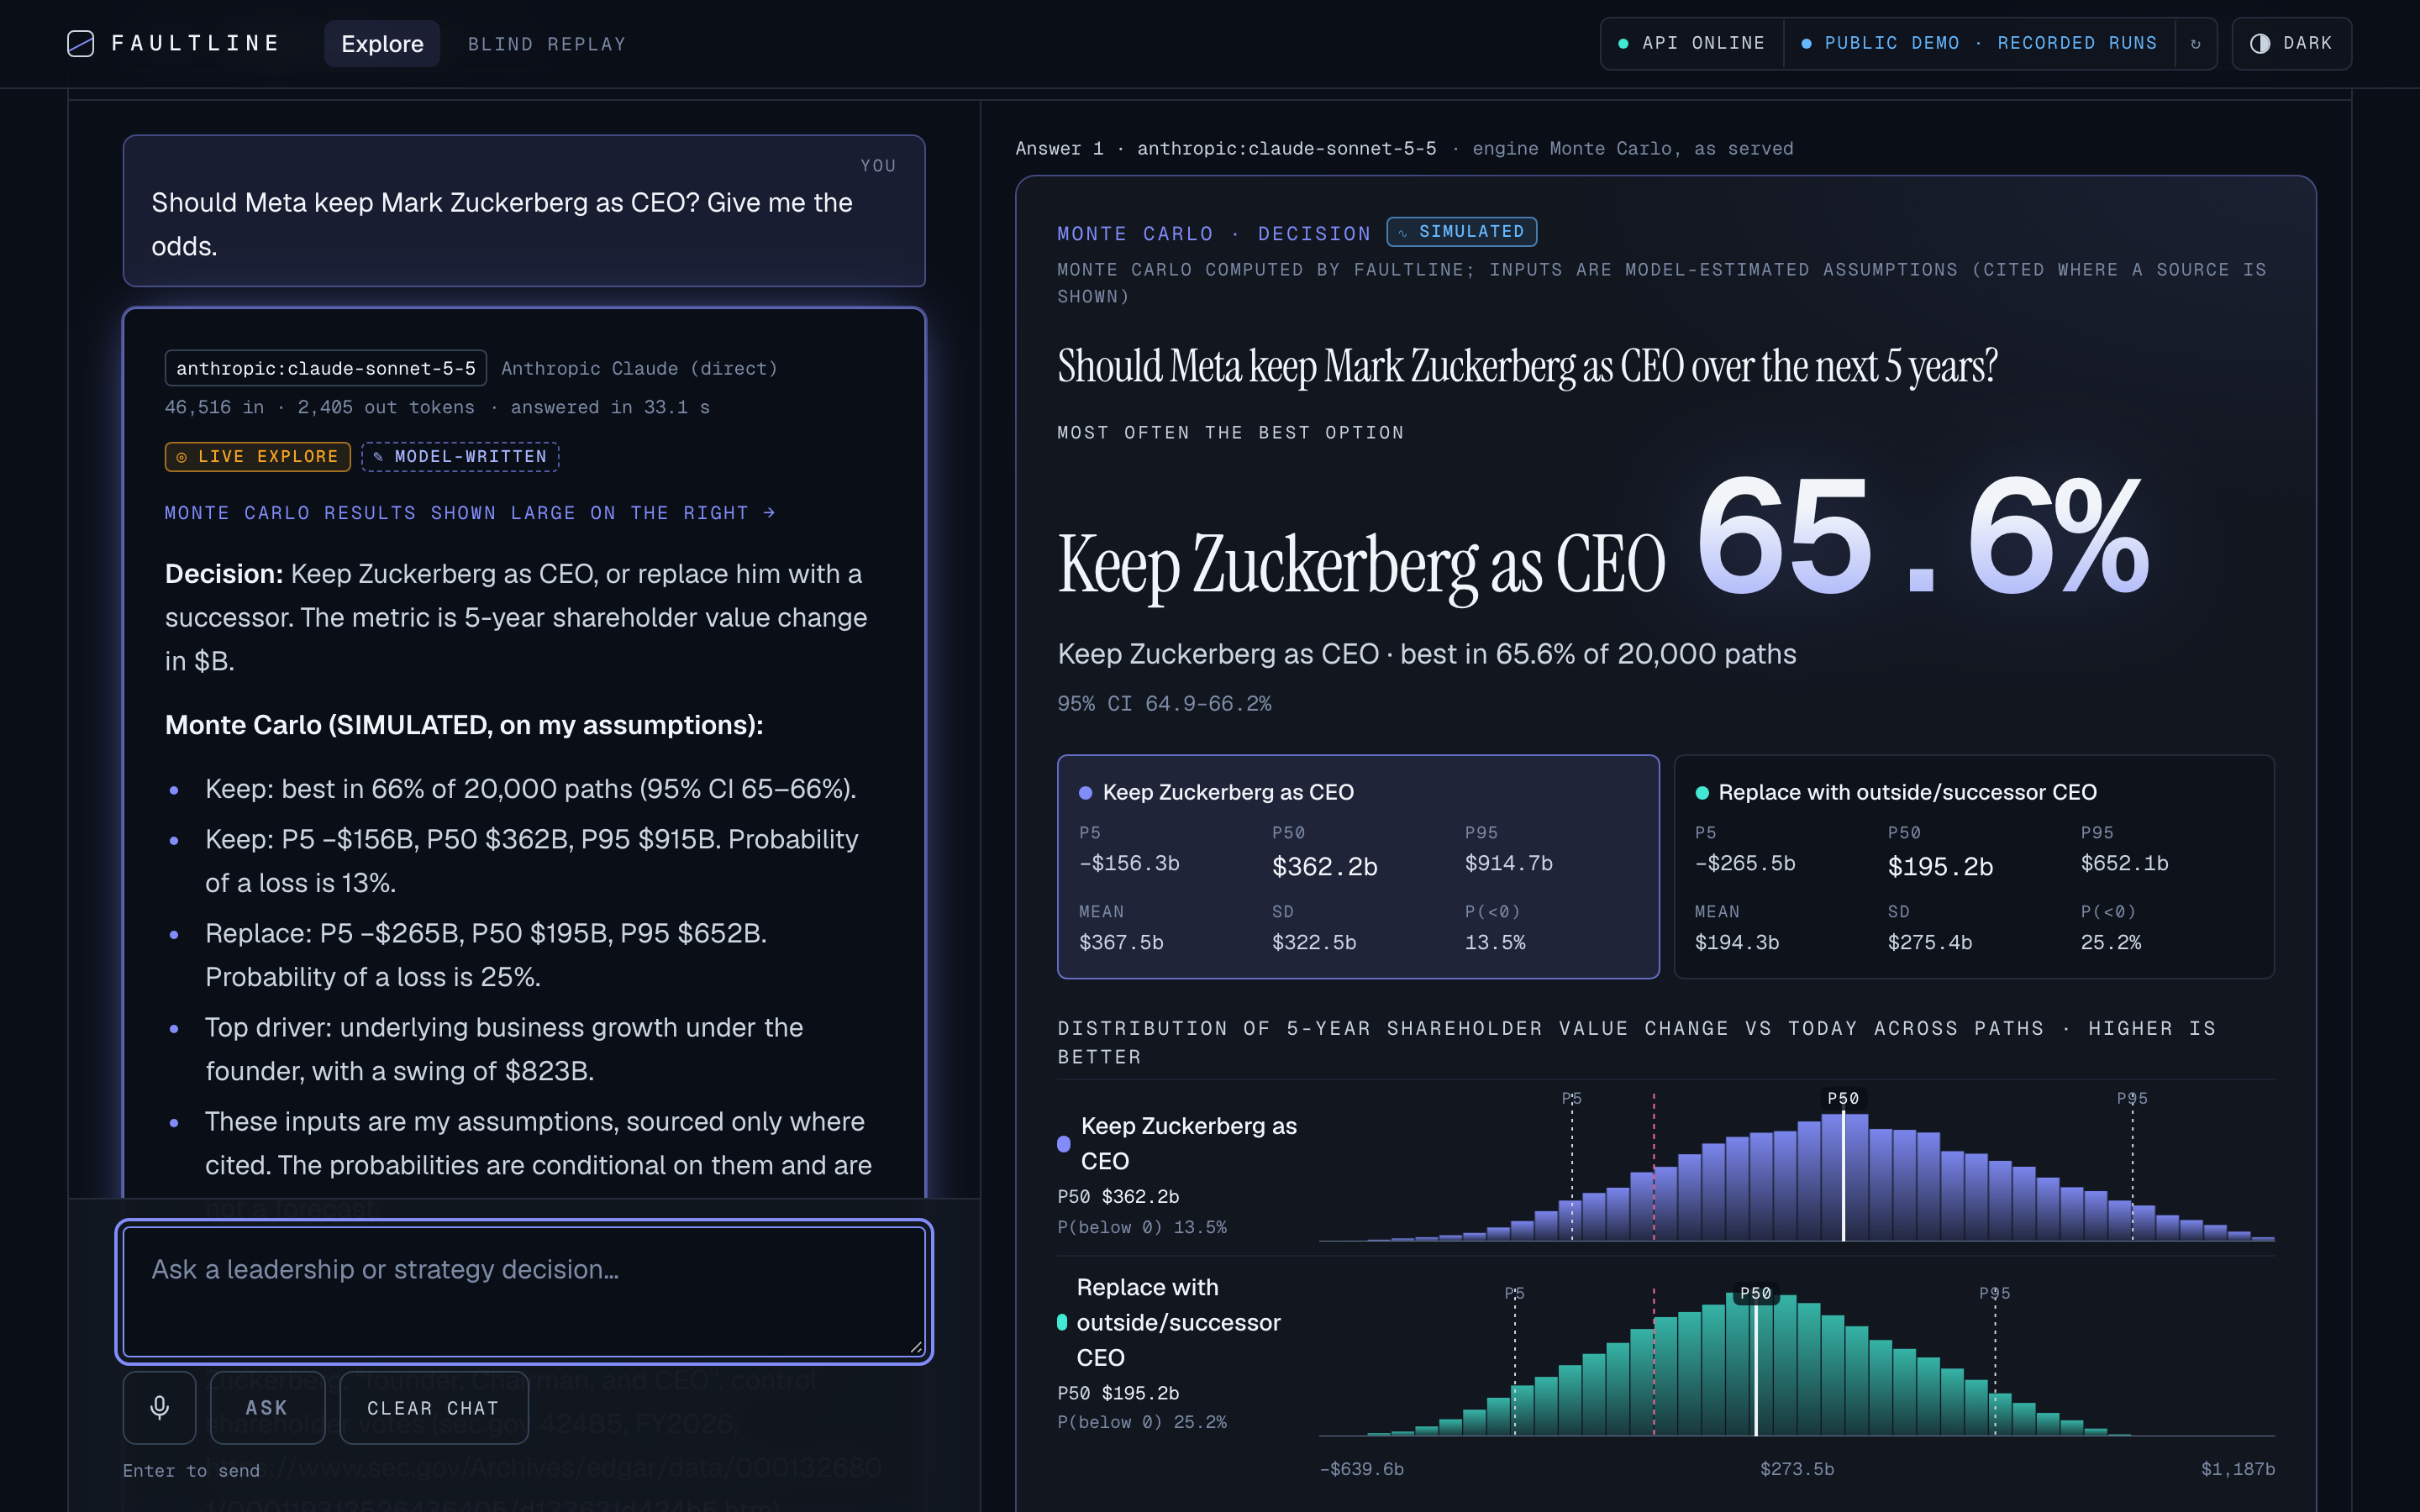 FAULTLINE
Explore
BLIND REPLAY
API ONLINE
PUBLIC DEMO · RECORDED RUNS
↻
DARK
YOU
Should Meta keep Mark Zuckerberg as CEO? Give me the
odds.
anthropic:claude-sonnet-5-5 Anthropic Claude (direct)
46,516 in · 2,405 out tokens · answered in 33.1 s
◎ LIVE EXPLORE
✎ MODEL-WRITTEN
MONTE CARLO RESULTS SHOWN LARGE ON THE RIGHT →
Decision: Keep Zuckerberg as CEO, or replace him with a
successor. The metric is 5-year shareholder value change
in $B.
Monte Carlo (SIMULATED, on my assumptions):
• Keep: best in 66% of 20,000 paths (95% CI 65–66%).
• Keep: P5 −$156B, P50 $362B, P95 $915B. Probability
of a loss is 13%.
• Replace: P5 −$265B, P50 $195B, P95 $652B.
Probability of a loss is 25%.
• Top driver: underlying business growth under the
founder, with a swing of $823B.
• These inputs are my assumptions, sourced only where
cited. The probabilities are conditional on them and are
not a forecast.
Ask a leadership or strategy decision…
Zuckerberg, "founder, Chairman, and CEO", control
ASK
CLEAR CHAT
shareholder votes (sec.gov 424B5, FY2026,
Enter to send
Answer 1 · anthropic:claude-sonnet-5-5 · engine Monte Carlo, as served
MONTE CARLO · DECISION
∿ SIMULATED
MONTE CARLO COMPUTED BY FAULTLINE; INPUTS ARE MODEL-ESTIMATED ASSUMPTIONS (CITED WHERE A SOURCE IS
SHOWN)
Should Meta keep Mark Zuckerberg as CEO over the next 5 years?
MOST OFTEN THE BEST OPTION
Keep Zuckerberg as CEO 65.6%
Keep Zuckerberg as CEO · best in 65.6% of 20,000 paths
95% CI 64.9–66.2%
Keep Zuckerberg as CEO
P5 P50 P95
−$156.3b $362.2b $914.7b
MEAN SD P(<0)
$367.5b $322.5b 13.5%
Replace with outside/successor CEO
P5 P50 P95
−$265.5b $195.2b $652.1b
MEAN SD P(<0)
$194.3b $275.4b 25.2%
DISTRIBUTION OF 5-YEAR SHAREHOLDER VALUE CHANGE VS TODAY ACROSS PATHS · HIGHER IS
BETTER
P5 P50 P95
Keep Zuckerberg as
CEO
P50 $362.2b
P(below 0) 13.5%
P5 P50 P95
Replace with
outside/successor
CEO
P50 $195.2b
P(below 0) 25.2%
−$639.6b $273.5b $1,187b